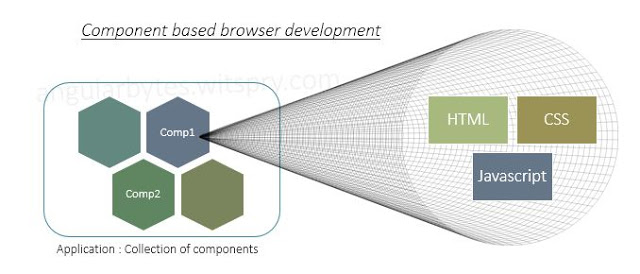 Component based browser development
angularbytes.witspry.com
Comp1
Comp2
HTML
CSS
Javascript
Application : Collection of components